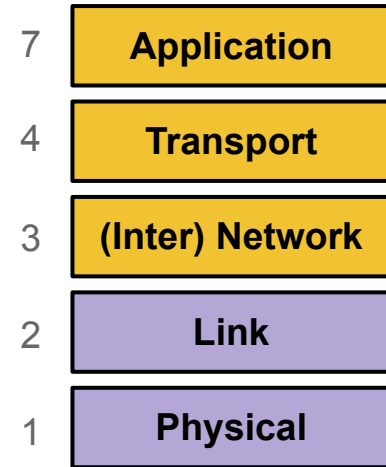 7 Application
4 Transport
3 (Inter) Network
2 Link
1 Physical